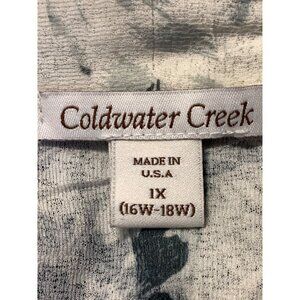 Coldwater Creek
MADE IN
U.S.A
1X
(16W-18W)